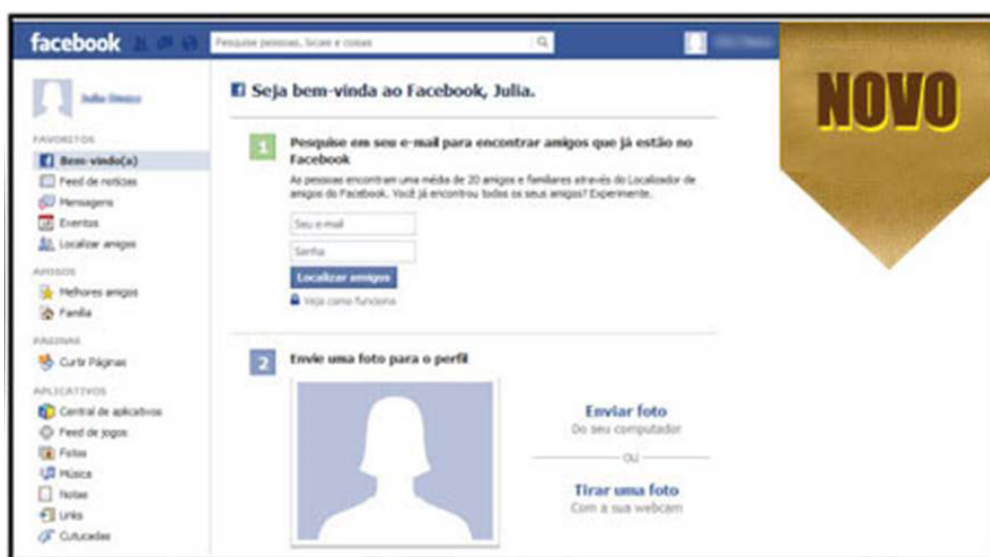 facebook
Pesquise pessoas, locais e coisas
NOVO
FAVORITOS
Bem-vindo(a)
Feed de notícias
Mensagens
Eventos
Localizar amigos
AMIGOS
Melhores amigos
Família
PÁGINAS
Curtir Páginas
APLICATIVOS
Central de aplicativos
Feed de jogos
Fotos
Música
Notas
Links
Cutucadas
Seja bem-vinda ao Facebook, Julia.
1
Pesquise em seu e-mail para encontrar amigos que já estão no
Facebook
As pessoas encontram uma média de 20 amigos e familiares através do Localizador de
amigos do Facebook. Você já encontrou todos os seus amigos? Experimente.
Seu e-mail
Senha
Localizar amigos
Veja como funciona
2
Envie uma foto para o perfil
Enviar foto
Do seu computador
OU
Tirar uma foto
Com a sua webcam